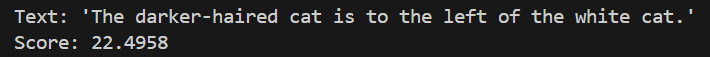 Text: 'The darker-haired cat is to the left of the white cat.'
Score: 22.4958